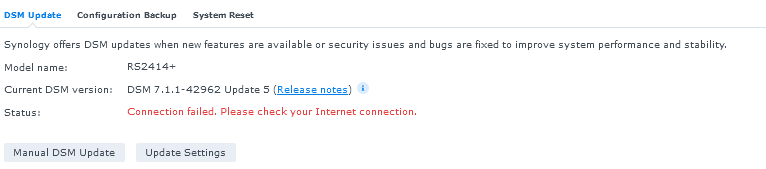 DSM Update Configuration Backup System Reset
Synology offers DSM updates when new features are available or security issues and bugs are fixed to improve system performance and stability.
Model name: RS2414+
Current DSM version: DSM 7.1.1-42962 Update 5 (Release notes) i
Status: Connection failed. Please check your Internet connection.
Manual DSM Update Update Settings